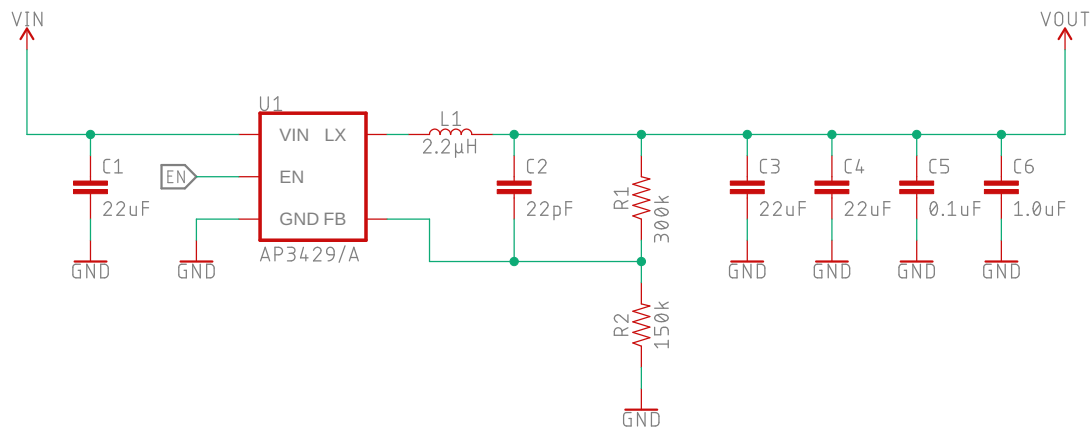 VIN
VOUT
U1
VIN LX
EN
GND FB
AP3429/A
EN
L1
2.2µH
C1
22uF
C2
22pF
R1
300k
R2
150k
C3
22uF
C4
22uF
C5
0.1uF
C6
1.0uF
GND
GND
GND
GND
GND
GND
GND